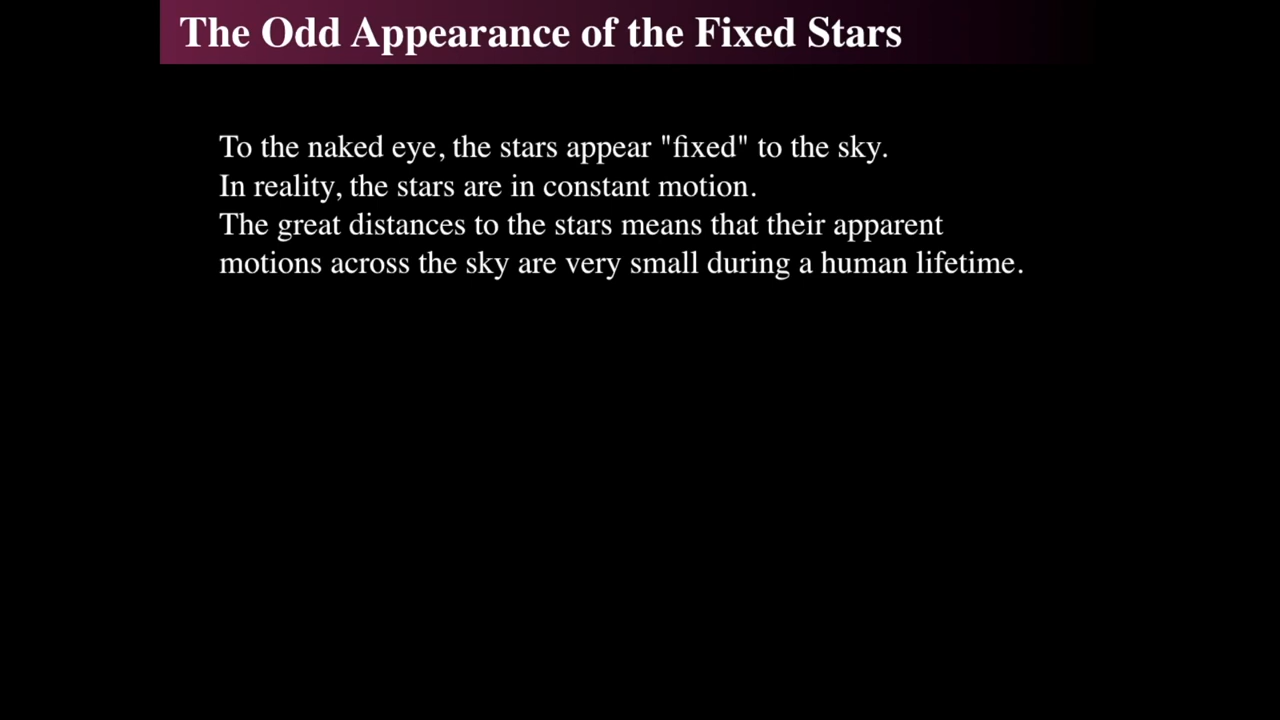 The Odd Appearance of the Fixed Stars
To the naked eye, the stars appear "fixed" to the sky.
In reality, the stars are in constant motion.
The great distances to the stars means that their apparent
motions across the sky are very small during a human lifetime.